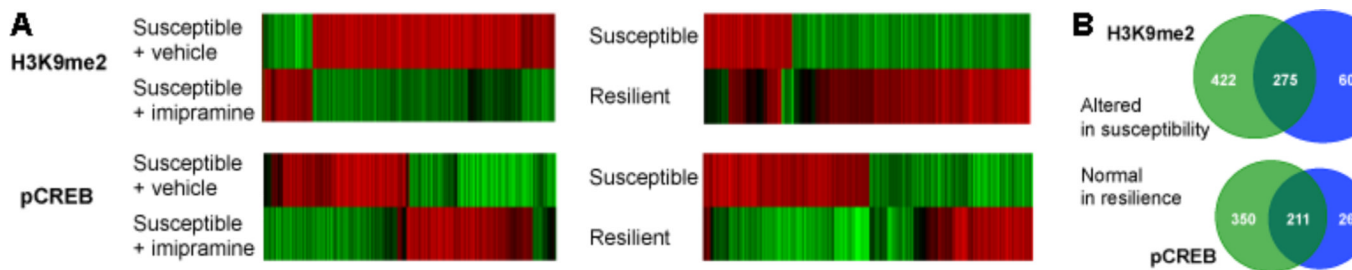 A
H3K9me2
Susceptible
+ vehicle
Susceptible
+ imipramine
Susceptible
Resilient
pCREB
Susceptible
+ vehicle
Susceptible
+ imipramine
Susceptible
Resilient
B
H3K9me2
422
275
Altered
in susceptibility
Normal
in resilience
350
211
pCREB